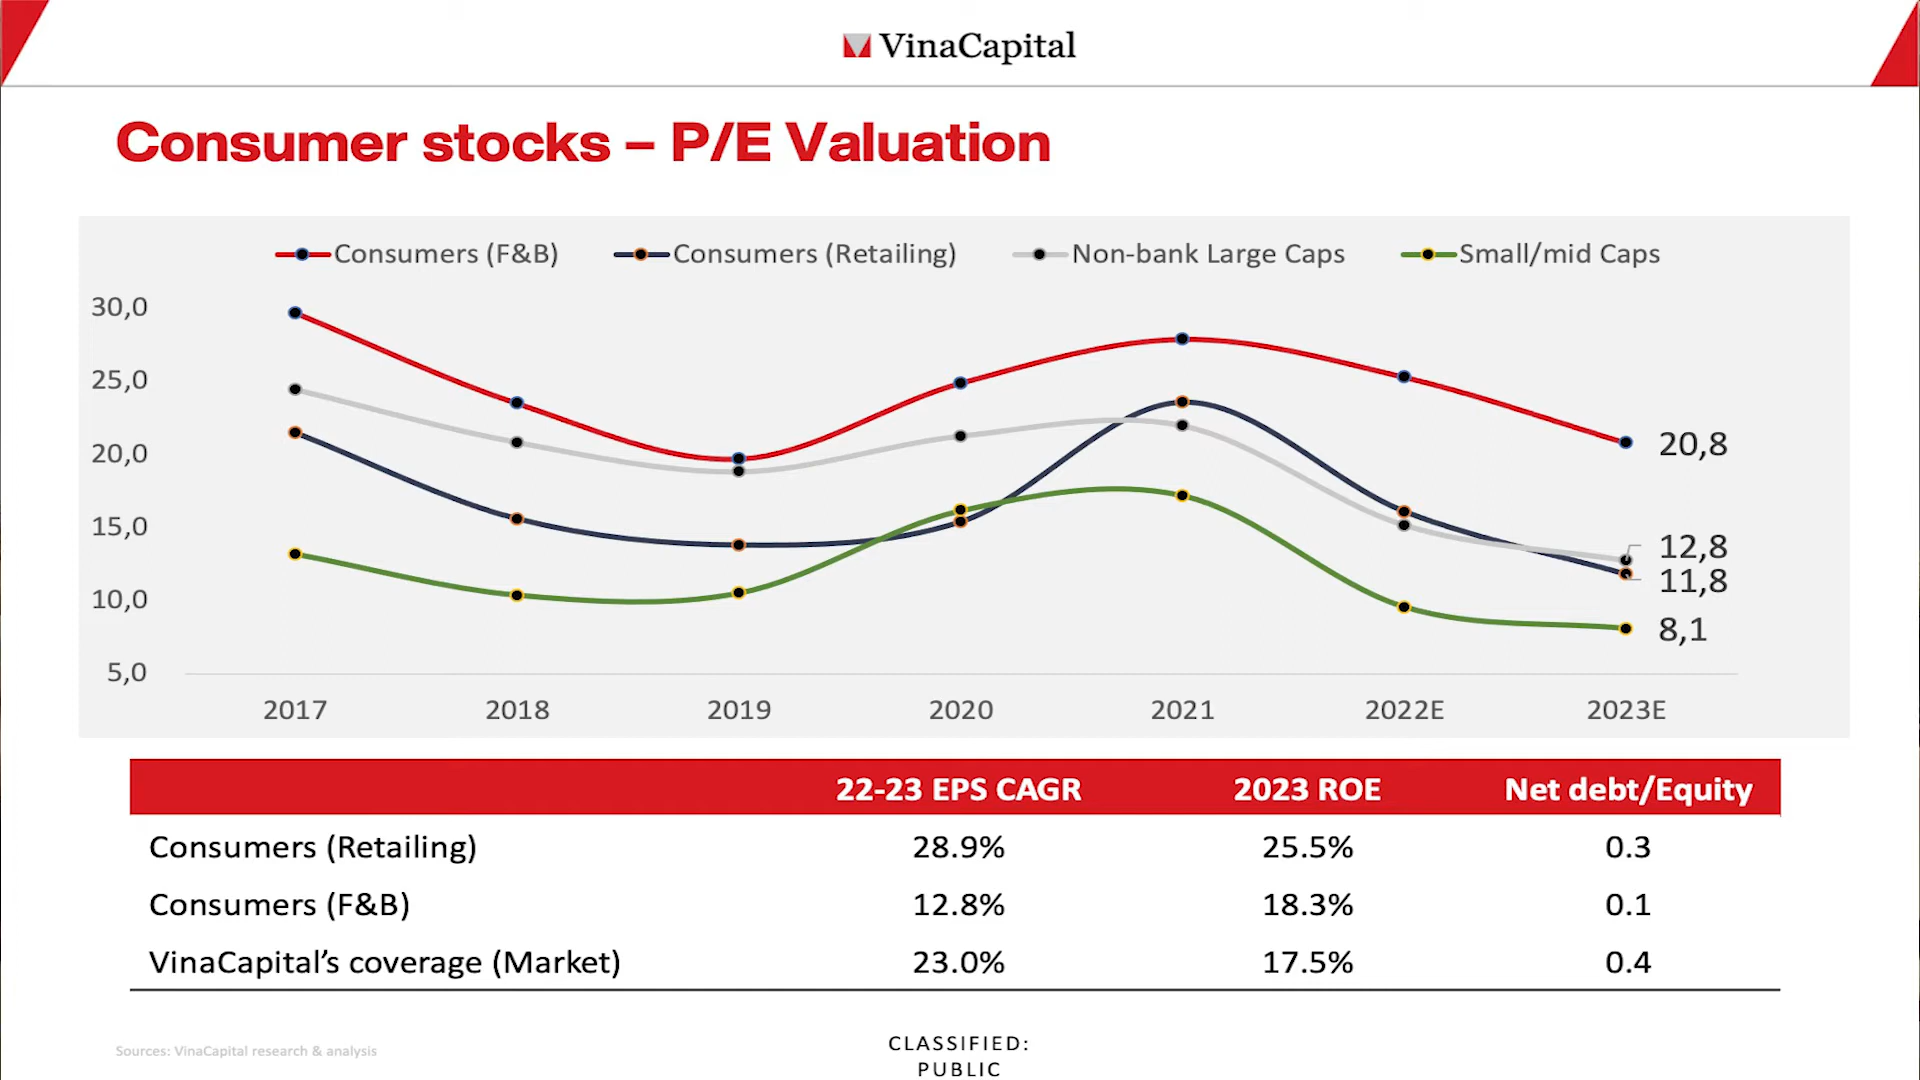 VinaCapital
Consumer stocks – P/E Valuation
Consumers (F&B) Consumers (Retailing) Non-bank Large Caps Small/mid Caps
30,0
25,0
20,0
15,0
10,0
5,0
20,8
12,8
11,8
8,1
2017 2018 2019 2020 2021 2022E 2023E
22-23 EPS CAGR 2023 ROE Net debt/Equity
Consumers (Retailing) 28.9% 25.5% 0.3
Consumers (F&B) 12.8% 18.3% 0.1
VinaCapital’s coverage (Market) 23.0% 17.5% 0.4
Sources: VinaCapital research & analysis
CLASSIFIED:
PUBLIC